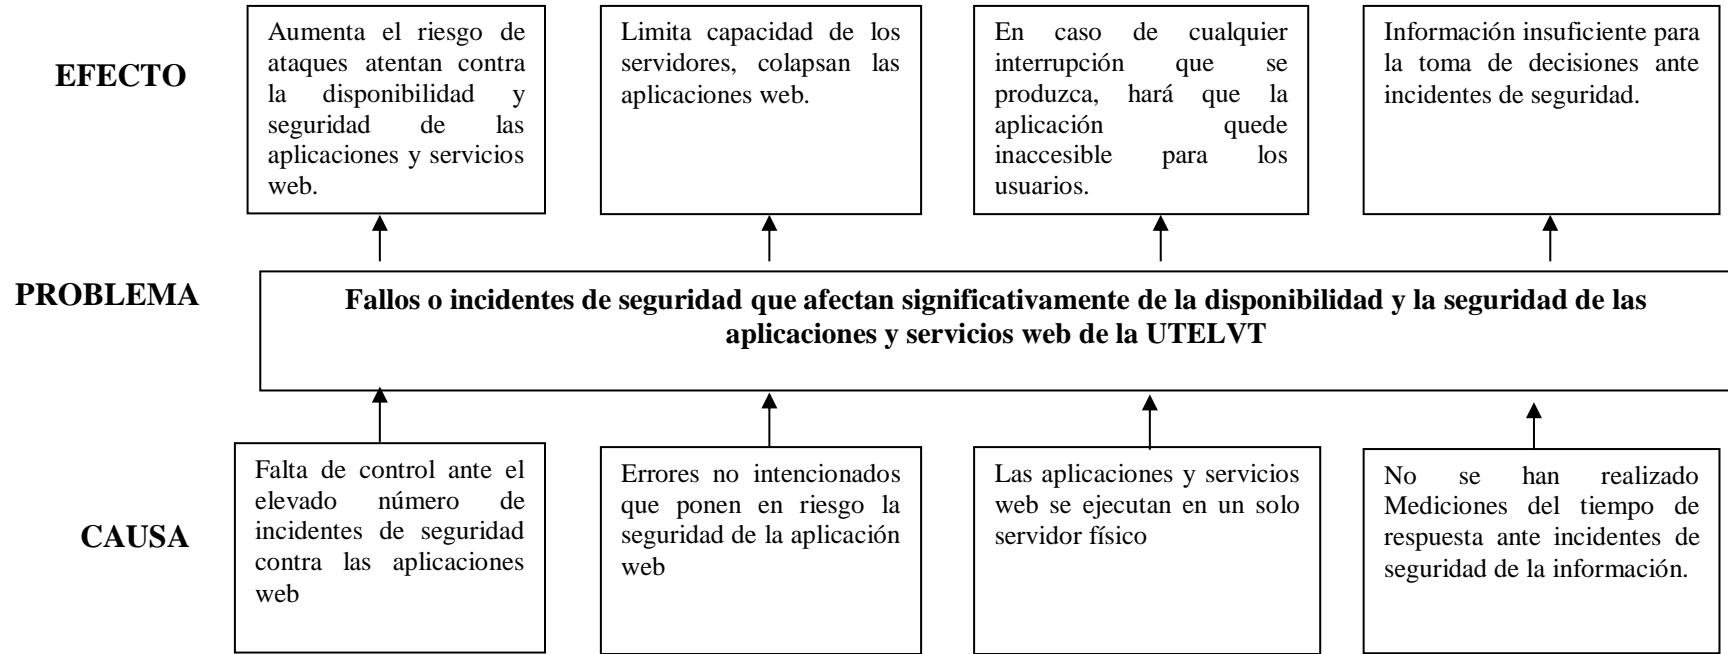 EFECTO
Aumenta el riesgo de
ataques atentan contra
la disponibilidad y
seguridad de las
aplicaciones y servicios
web.
Limita capacidad de los
servidores, colapsan las
aplicaciones web.
En caso de cualquier
interrupción que se
produzca, hará que la
aplicación quede
inaccesible para los
usuarios.
Información insuficiente para
la toma de decisiones ante
incidentes de seguridad.
PROBLEMA
Fallos o incidentes de seguridad que afectan significativamente de la disponibilidad y la seguridad de las
aplicaciones y servicios web de la UTELVT
CAUSA
Falta de control ante el
elevado número de
incidentes de seguridad
contra las aplicaciones
web
Errores no intencionados
que ponen en riesgo la
seguridad de la aplicación
web
Las aplicaciones y servicios
web se ejecutan en un solo
servidor físico
No se han realizado
Mediciones del tiempo de
respuesta ante incidentes de
seguridad de la información.